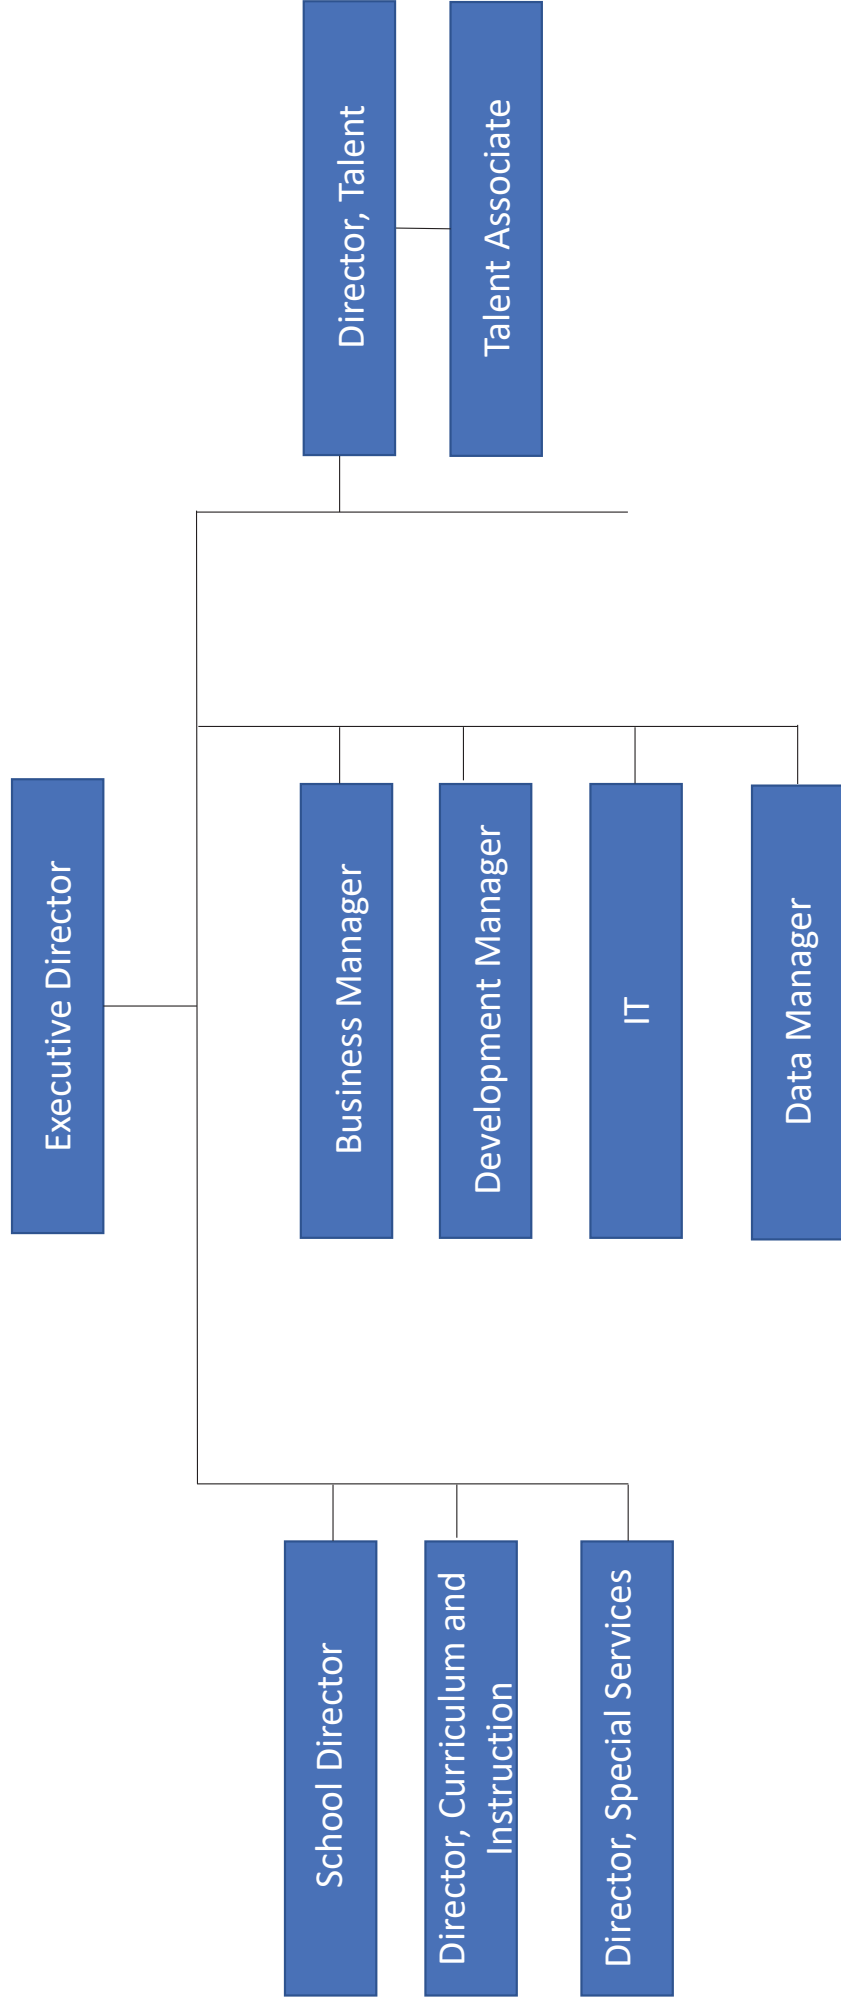 Executive Director
School Director
Director, Curriculum and
Instruction
Director, Special Services
Business Manager
Development Manager
IT
Data Manager
Director, Talent
Talent Associate